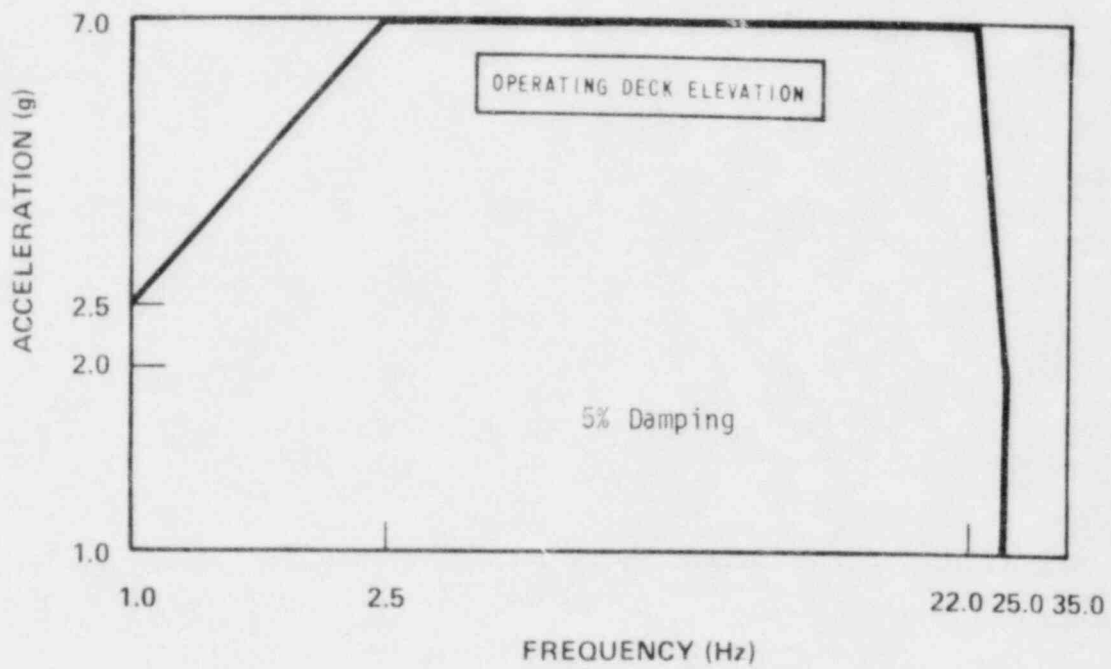 7.0
OPERATING DECK ELEVATION
ACCELERATION (g)
2.5
2.0
5% Damping
1.0
1.0 2.5 22.0 25.0 35.0
FREQUENCY (Hz)